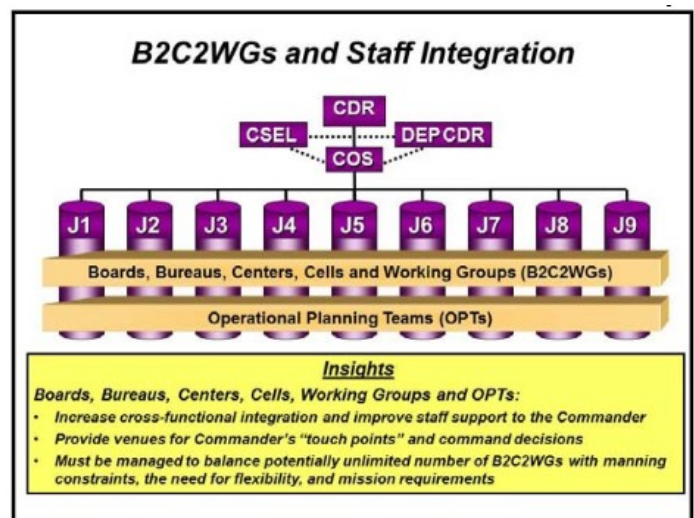 B2C2WGs and Staff Integration
CDR
CSEL
DEPCDR
COS
J1 J2 J3 J4 J5 J6 J7 J8 J9
Boards, Bureaus, Centers, Cells and Working Groups (B2C2WGs)
Operational Planning Teams (OPTs)
Insights
Boards, Bureaus, Centers, Cells, Working Groups and OPTs:
• Increase cross-functional integration and improve staff support to the Commander
• Provide venues for Commander's “touch points” and command decisions
• Must be managed to balance potentially unlimited number of B2C2WGs with manning
constraints, the need for flexibility, and mission requirements